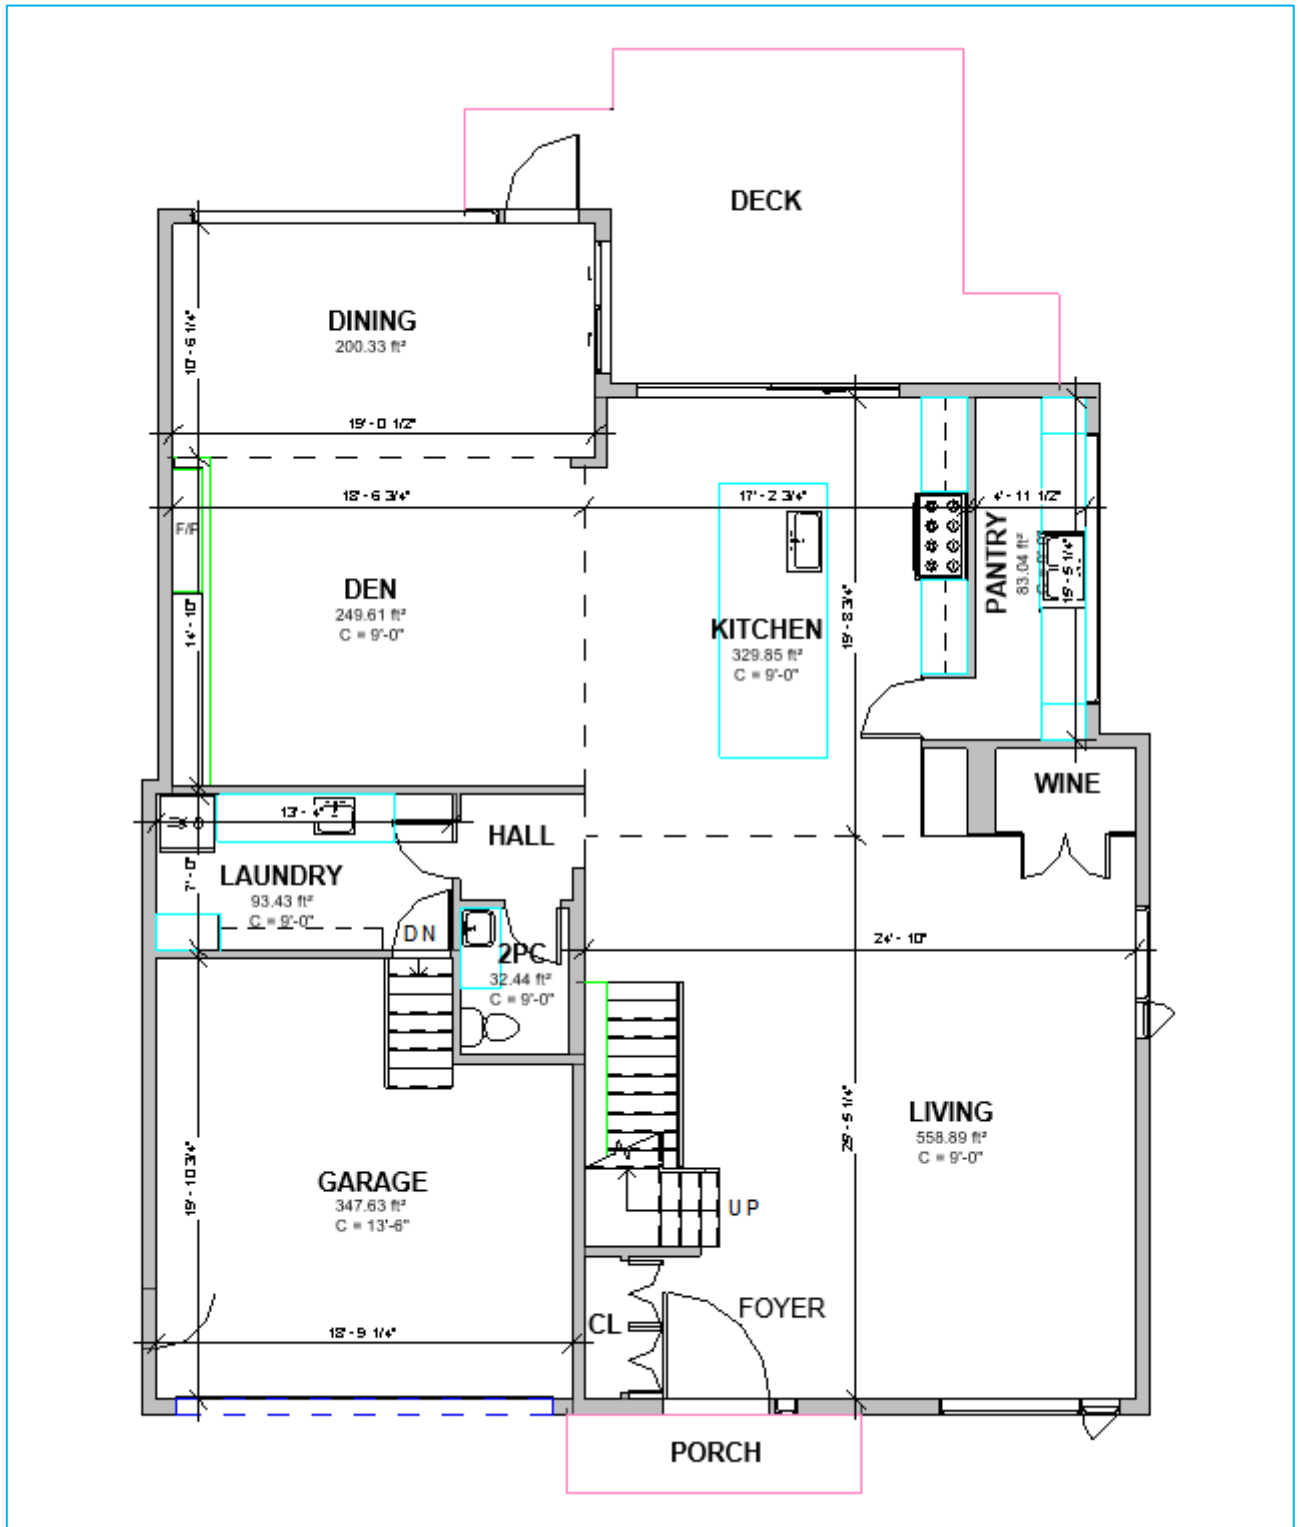 DECK
DINING
200.33 ft²
10' - 6 1/4"
19' - 0 1/2"
18' - 6 3/4"
17' - 2 3/4"
4' - 11 1/2"
F/P
DEN
249.61 ft²
C = 9'-0"
14' - 10"
KITCHEN
329.85 ft²
C = 9'-0"
19' - 8 3/4"
PANTRY
83.04 ft²
15' - 5 1/4"
WINE
13' - 4"
HALL
LAUNDRY
93.43 ft²
C = 9'-0"
7' - 0"
DN
2PC
32.44 ft²
C = 9'-0"
24' - 10"
LIVING
558.89 ft²
C = 9'-0"
25' - 5 1/4"
GARAGE
347.63 ft²
C = 13'-6"
19' - 10 3/4"
UP
18' - 9 1/4"
CL
FOYER
PORCH